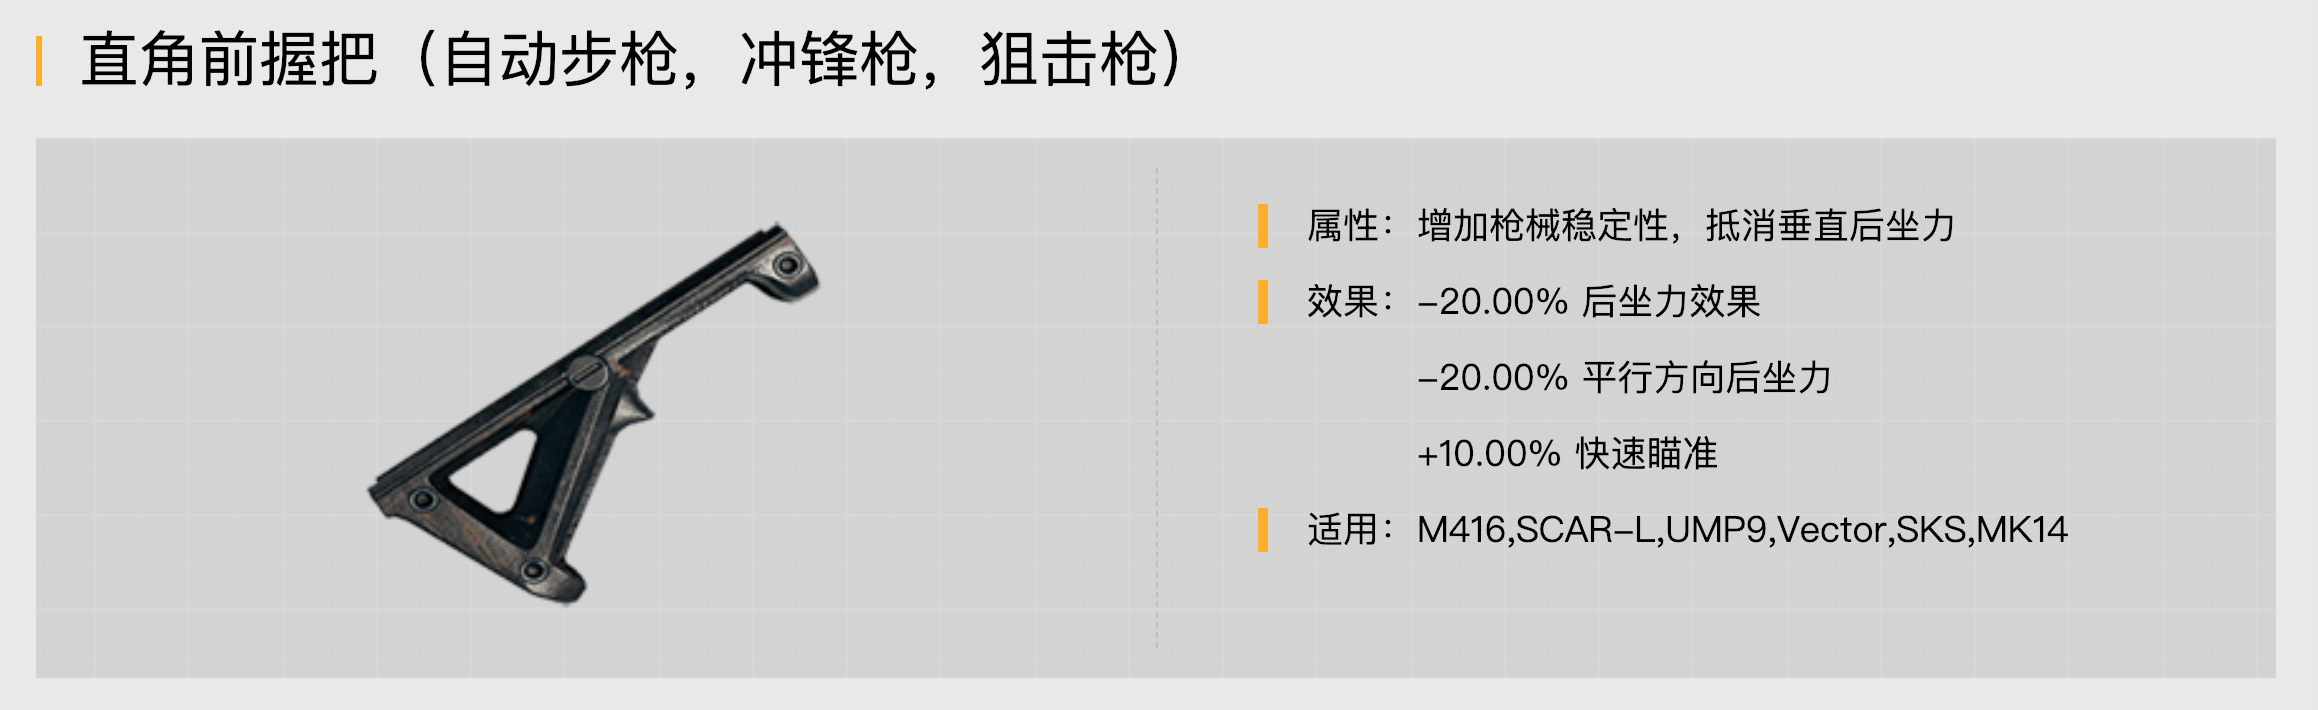 直角前握把（自动步枪，冲锋枪，狙击枪）
属性：增加枪械稳定性，抵消垂直后坐力
效果：-20.00% 后坐力效果
-20.00% 平行方向后坐力
+10.00% 快速瞄准
适用：M416,SCAR-L,UMP9,Vector,SKS,MK14